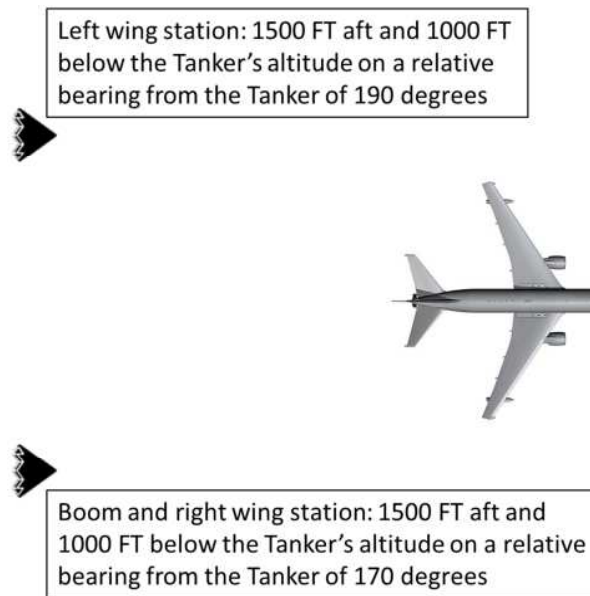 Left wing station: 1500 FT aft and 1000 FT
below the Tanker’s altitude on a relative
bearing from the Tanker of 190 degrees
Boom and right wing station: 1500 FT aft and
1000 FT below the Tanker’s altitude on a relative
bearing from the Tanker of 170 degrees